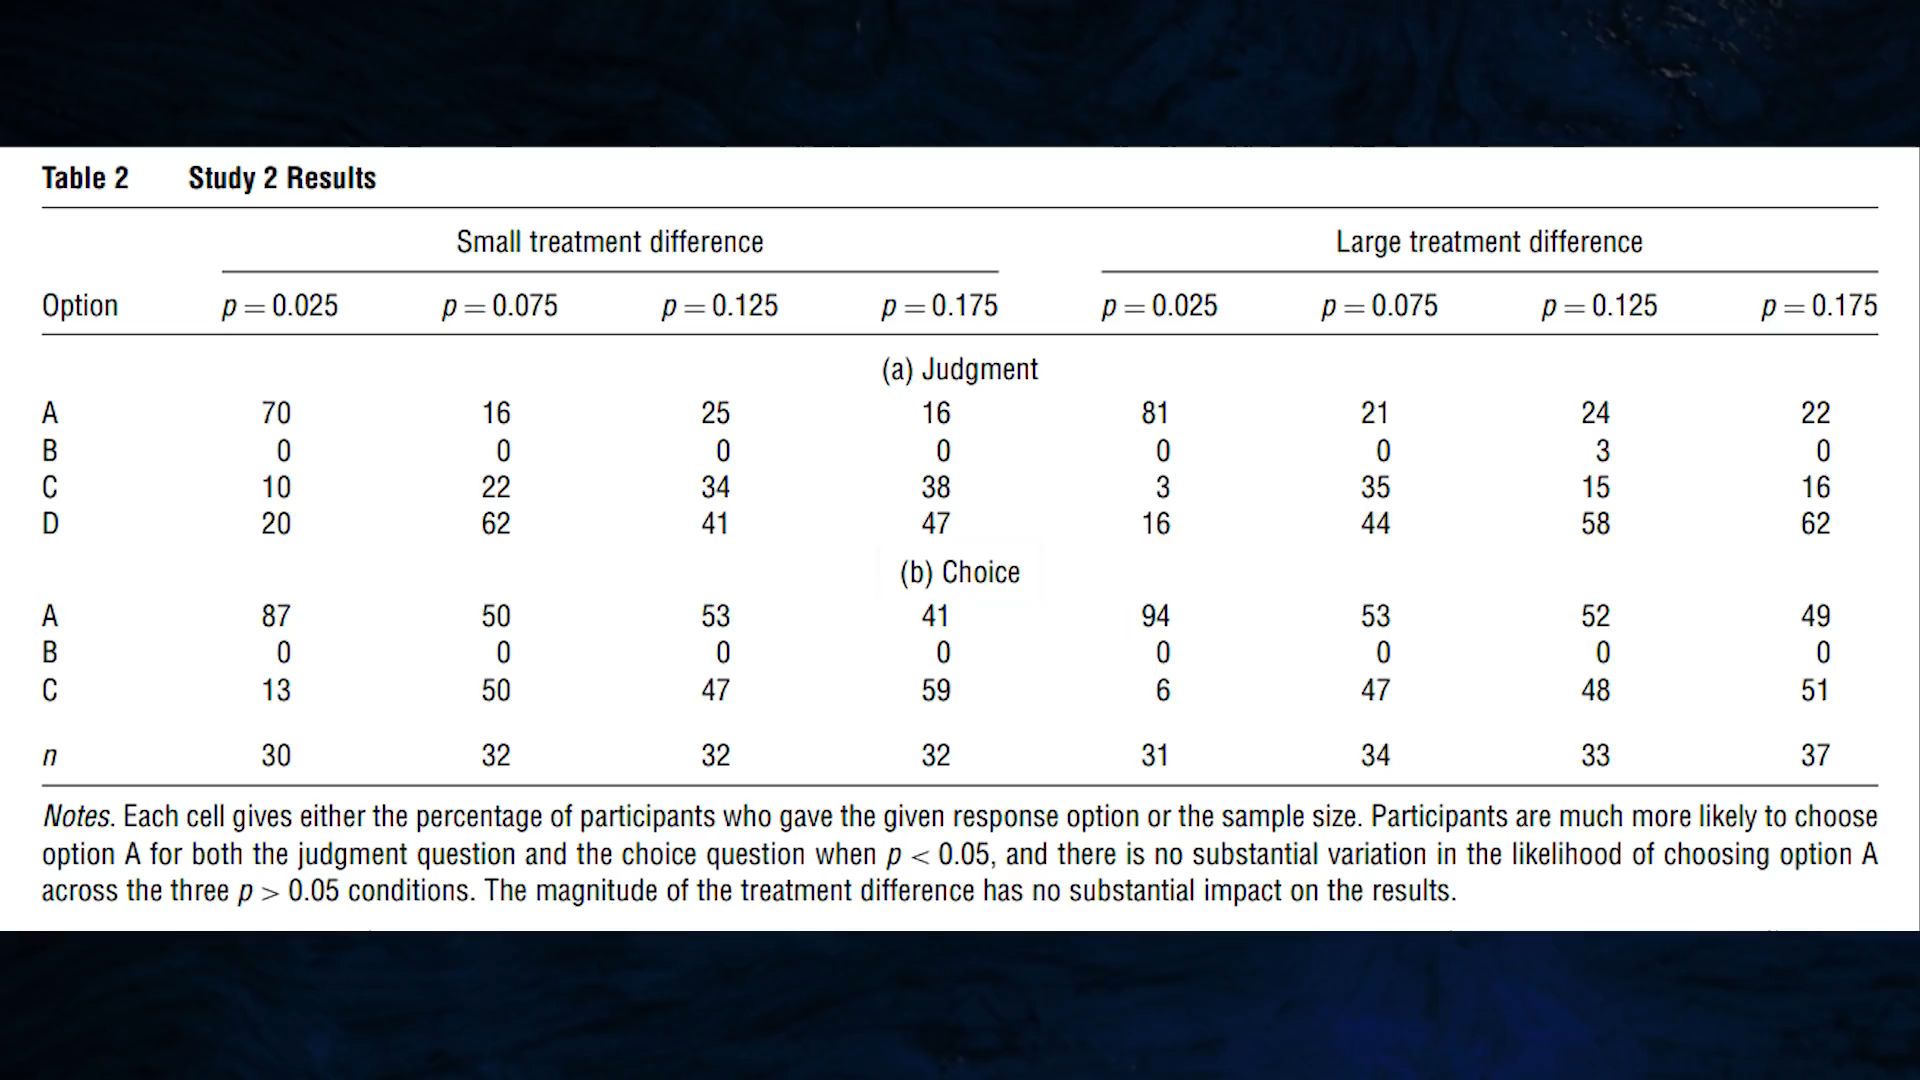 Table 2 Study 2 Results
Small treatment difference Large treatment difference
Option p = 0.025 p = 0.075 p = 0.125 p = 0.175 p = 0.025 p = 0.075 p = 0.125 p = 0.175
(a) Judgment
A 70 16 25 16 81 21 24 22
B 0 0 0 0 0 0 3 0
C 10 22 34 38 3 35 15 16
D 20 62 41 47 16 44 58 62
(b) Choice
A 87 50 53 41 94 53 52 49
B 0 0 0 0 0 0 0 0
C 13 50 47 59 6 47 48 51
n 30 32 32 32 31 34 33 37
Notes. Each cell gives either the percentage of participants who gave the given response option or the sample size. Participants are much more likely to choose
option A for both the judgment question and the choice question when p < 0.05, and there is no substantial variation in the likelihood of choosing option A
across the three p > 0.05 conditions. The magnitude of the treatment difference has no substantial impact on the results.